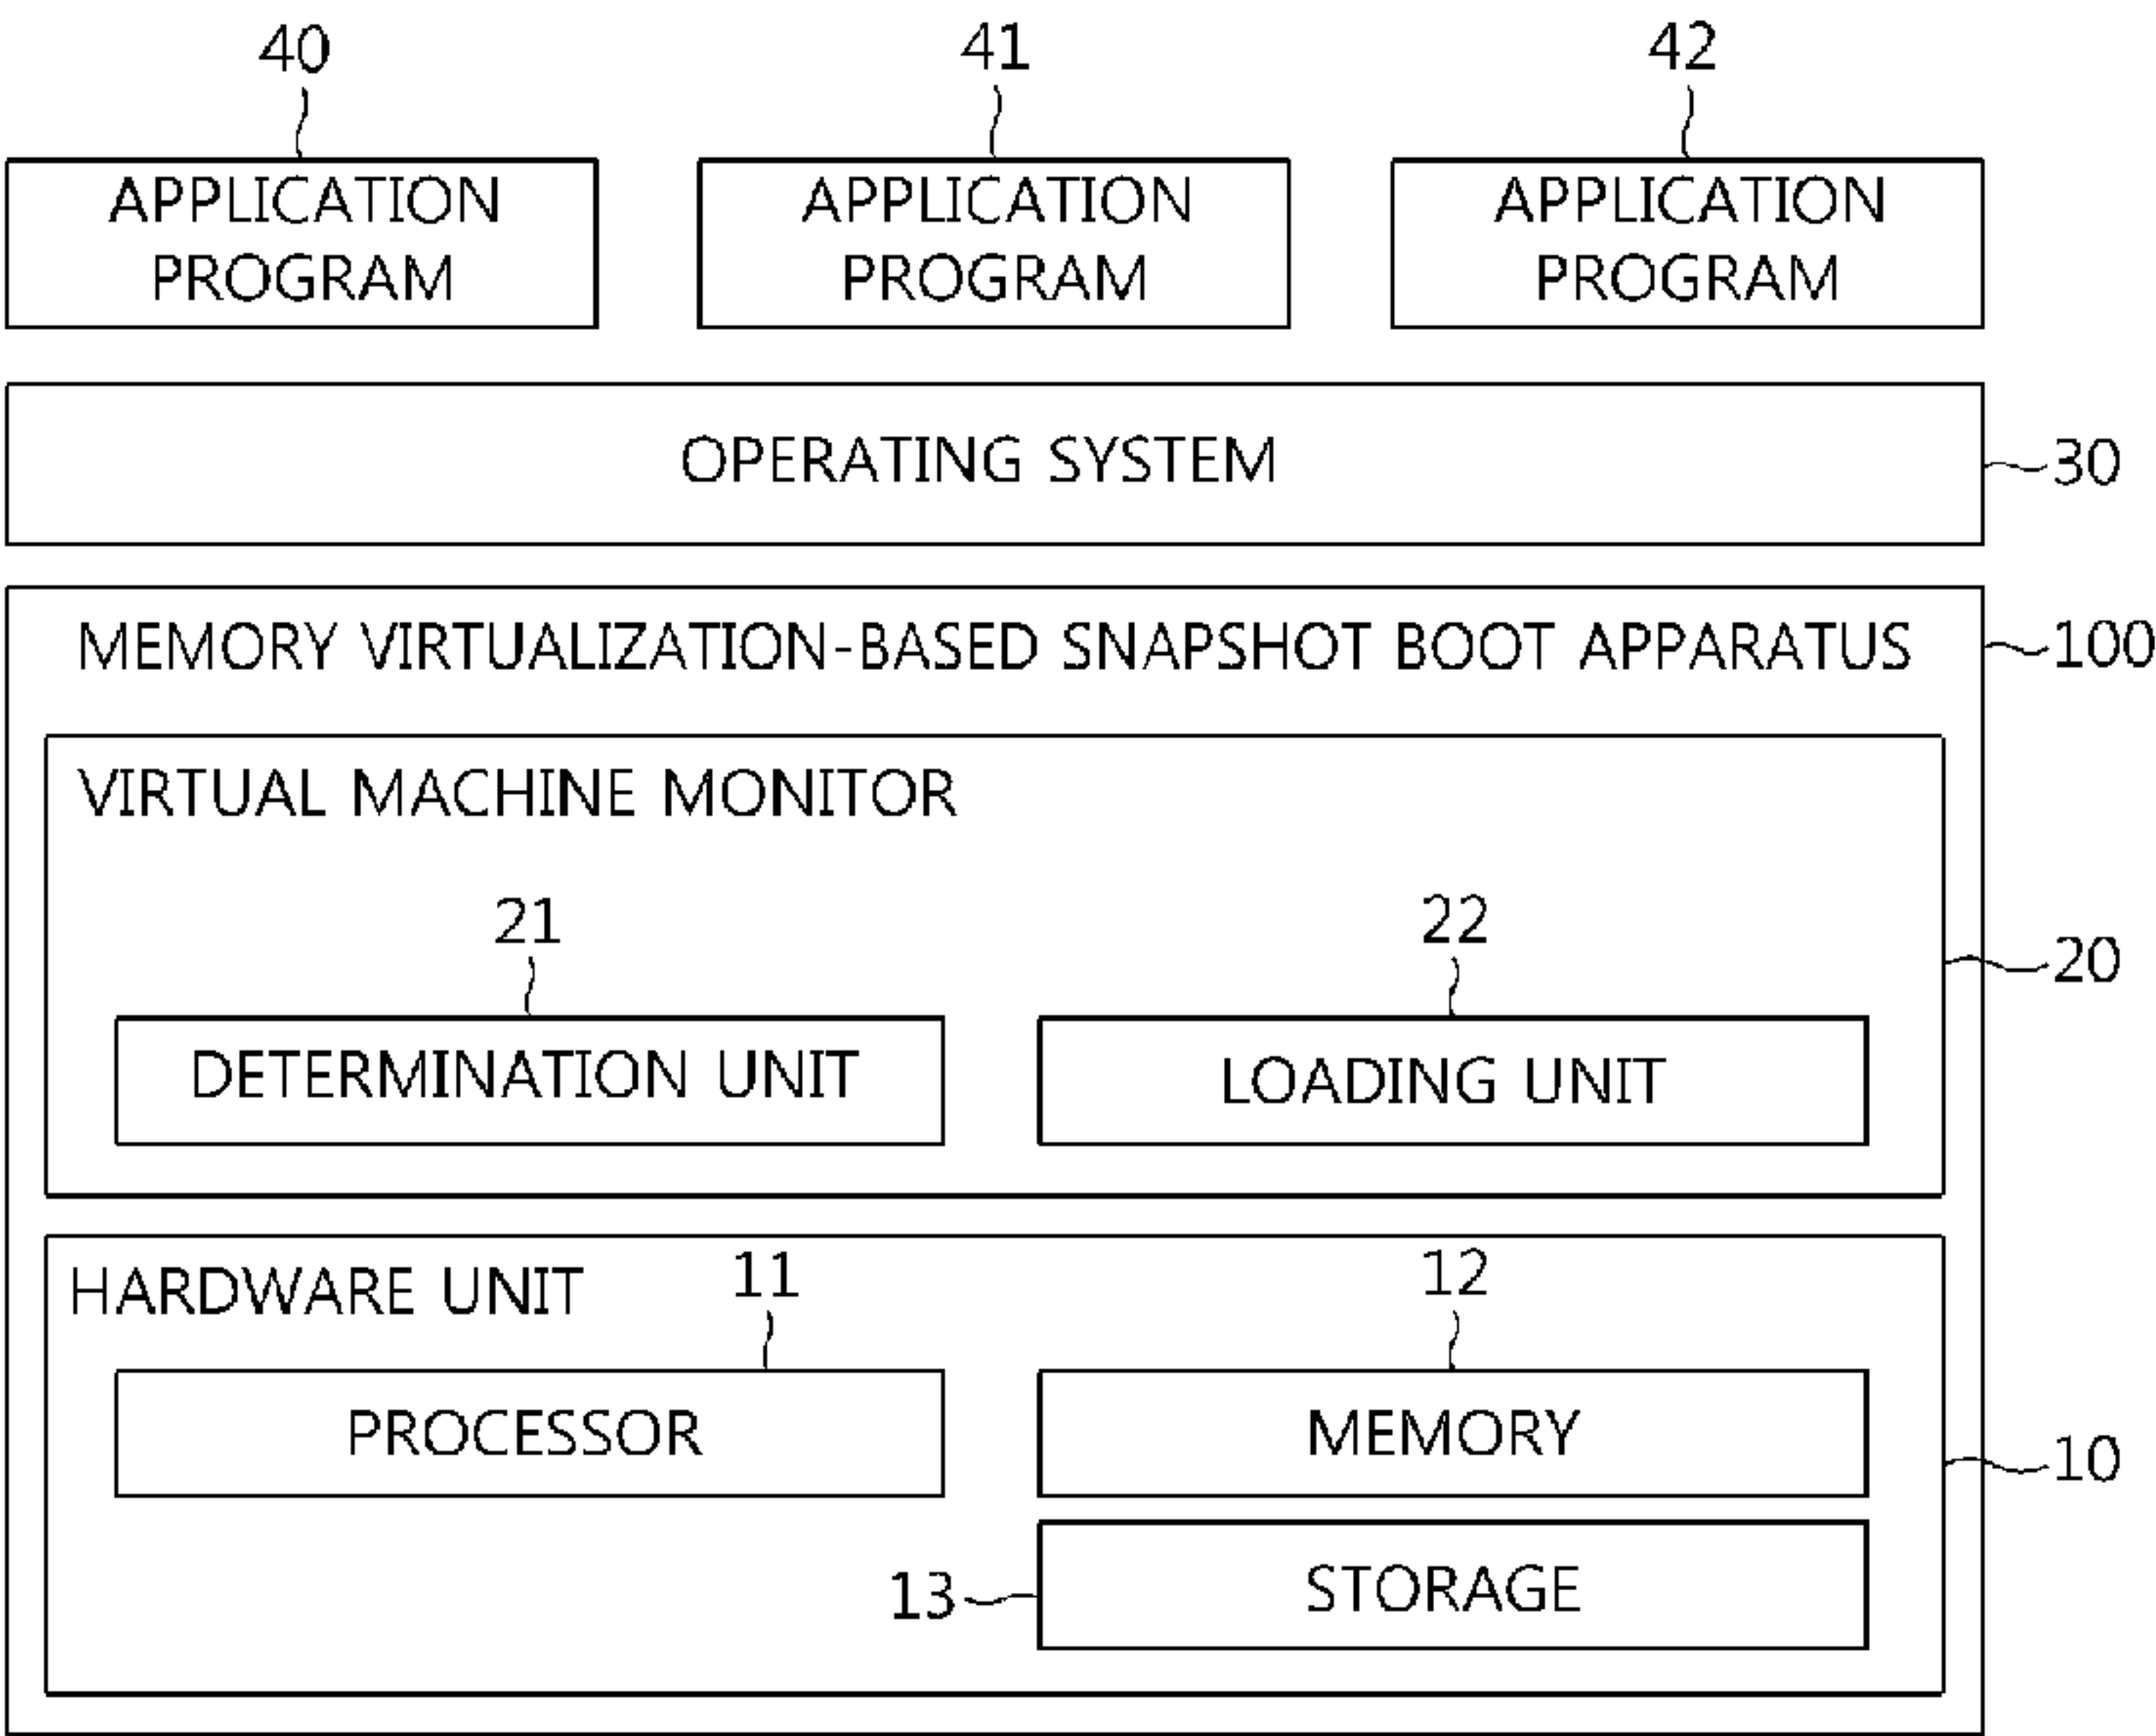 40
41
42
APPLICATION
PROGRAM
APPLICATION
PROGRAM
APPLICATION
PROGRAM
OPERATING SYSTEM
30
MEMORY VIRTUALIZATION-BASED SNAPSHOT BOOT APPARATUS
100
VIRTUAL MACHINE MONITOR
21
22
20
DETERMINATION UNIT
LOADING UNIT
HARDWARE UNIT
11
12
PROCESSOR
MEMORY
10
13
STORAGE